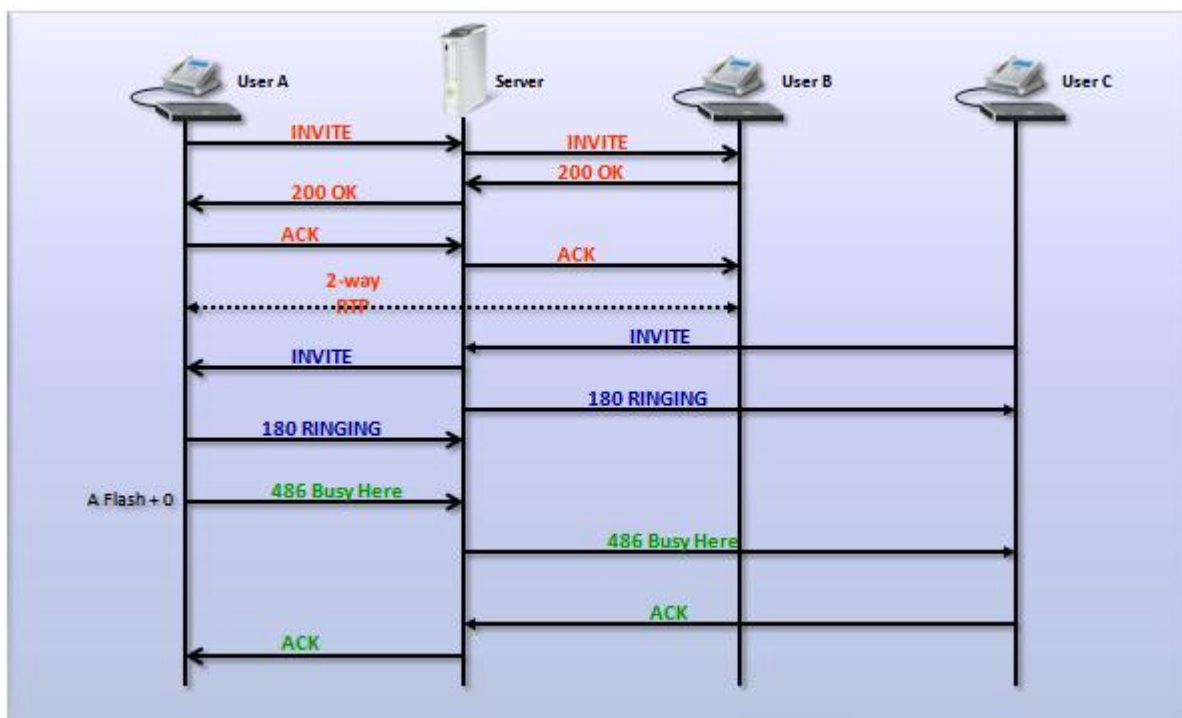 User A
Server
User B
User C
INVITE
INVITE
200 OK
200 OK
ACK
ACK
2-way
RTP
INVITE
INVITE
180 RINGING
180 RINGING
A Flash + 0
486 Busy Here
486 Busy Here
ACK
ACK